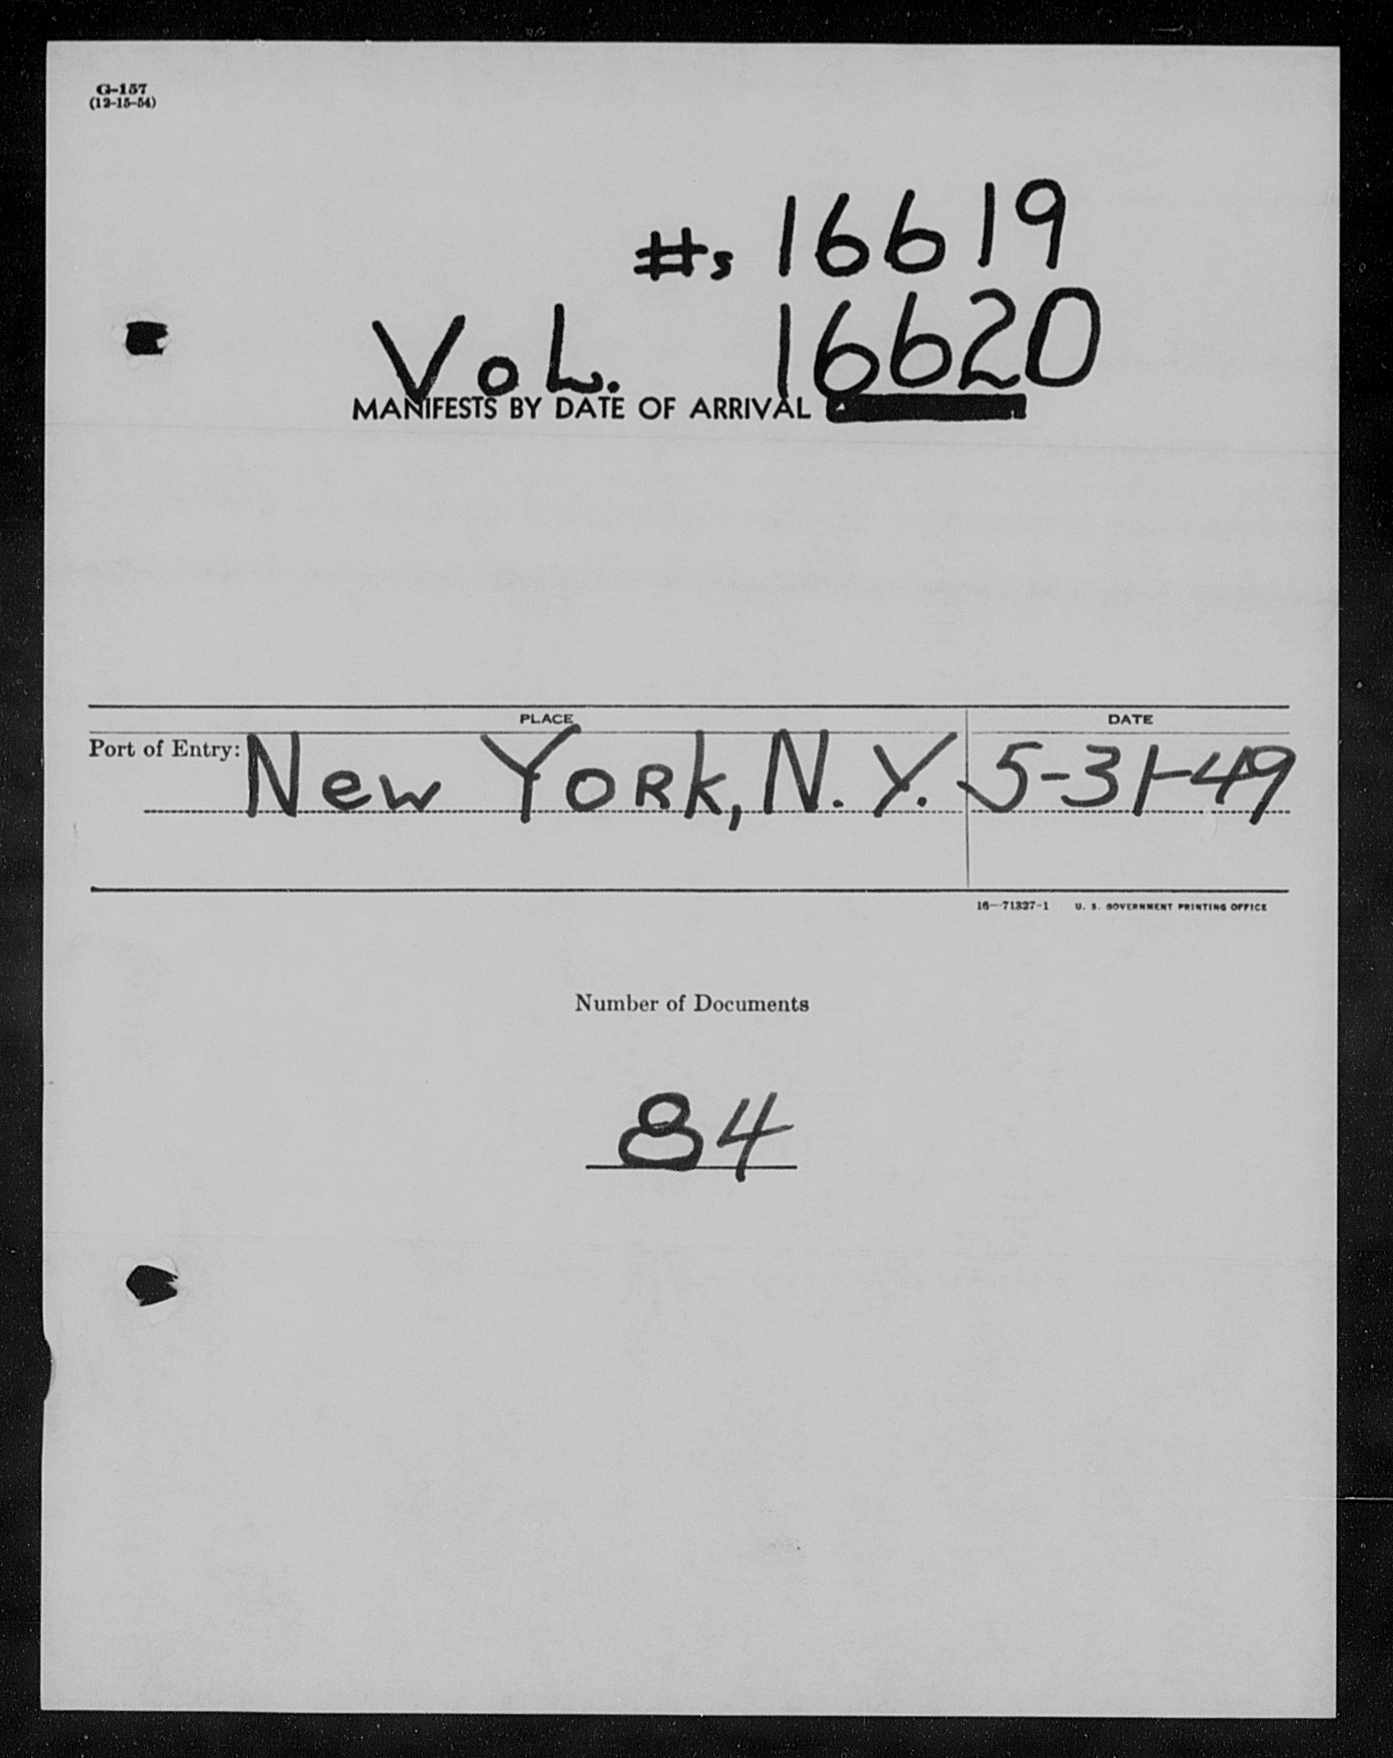 G-157
(12-15-54)
#s 16619
Vol. 16620
MANIFESTS BY DATE OF ARRIVAL
PLACE DATE
Port of Entry: New York, N.Y. 5-31-49
16—71327-1 U. S. GOVERNMENT PRINTING OFFICE
Number of Documents
84